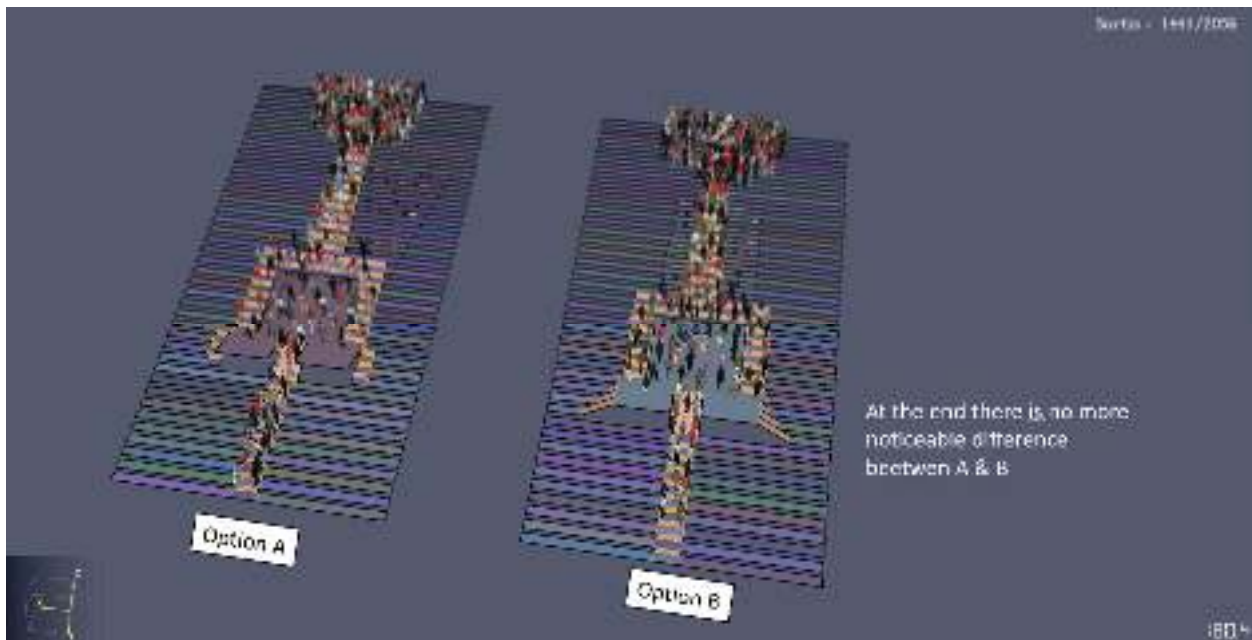 Option A
Option B
At the end there is no more
noticeable difference
beetwen A & B